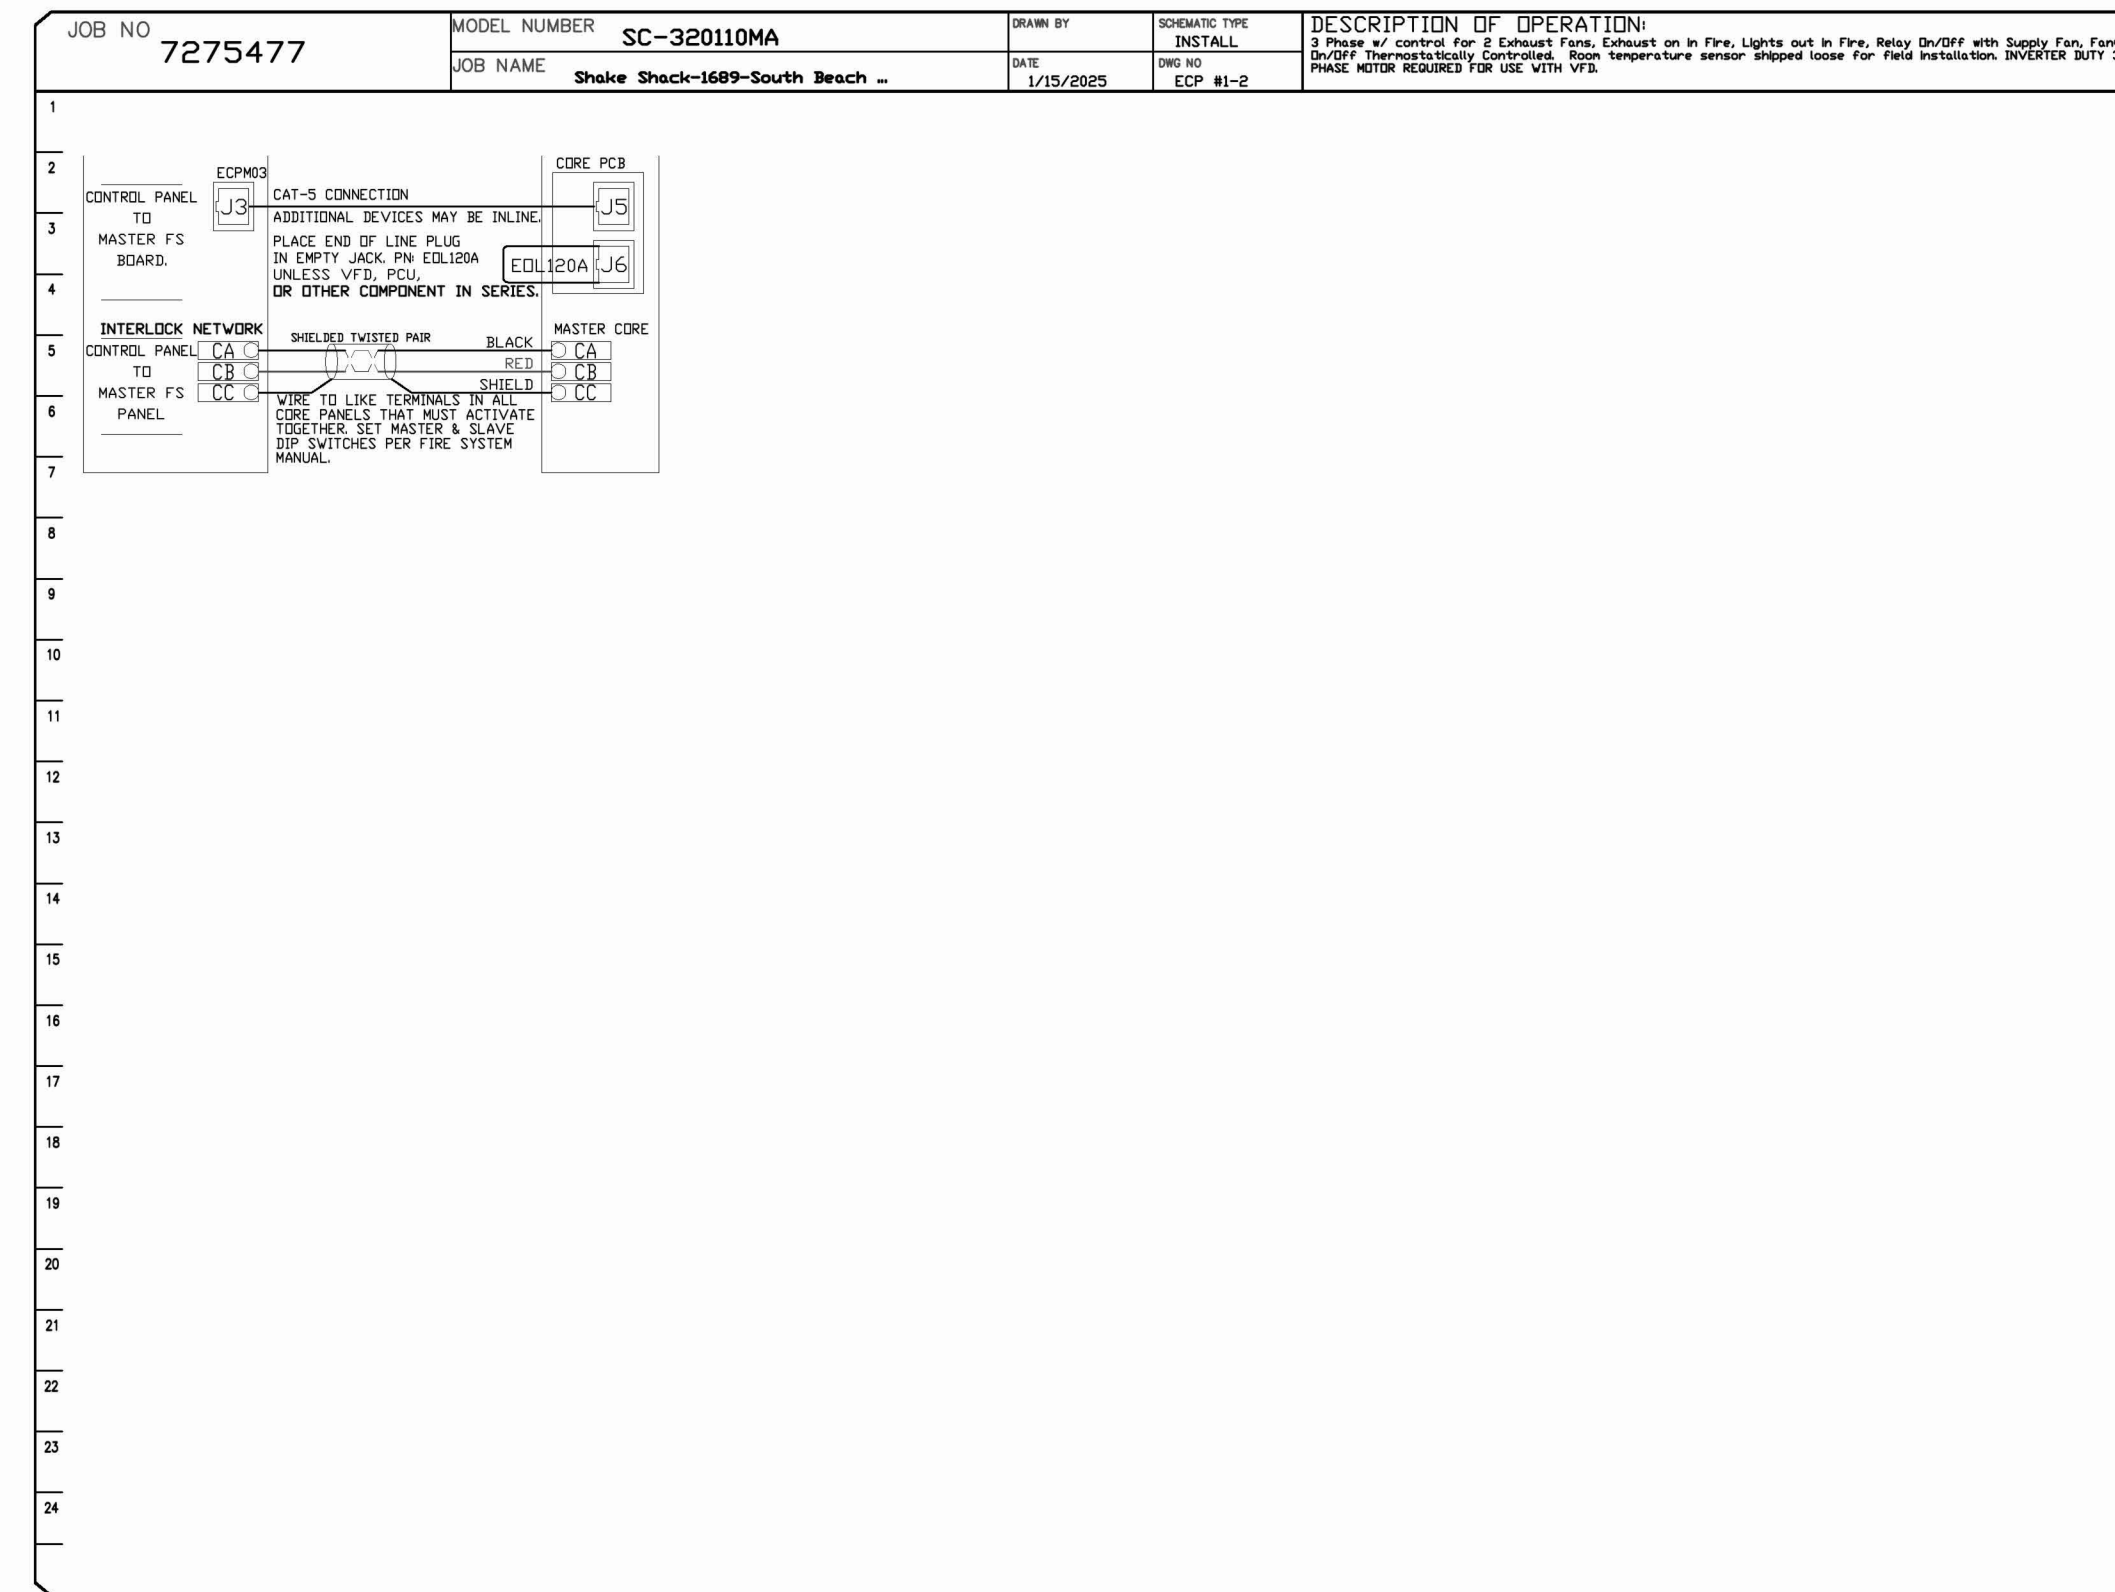 JOB NO
7275477
MODEL NUMBER SC-320110MA
JOB NAME Shake Shack-1689-South Beach ...
DRAWN BY
DATE
1/15/2025
SCHEMATIC TYPE
INSTALL
DWG NO
ECP #1-2
DESCRIPTION OF OPERATION:
3 Phase w/ control for 2 Exhaust Fans, Exhaust on in Fire, Lights out in Fire, Relay On/Off with Supply Fan,
On/Off Thermostatically Controlled. Room temperature sensor shipped loose for field installation. INVERTER DUTY 3
PHASE MOTOR REQUIRED FOR USE WITH VFD.
1
2
3
4
5
6
7
8
9
10
11
12
13
14
15
16
17
18
19
20
21
22
23
24
CONTROL PANEL
TO
MASTER FS
BOARD.
ECPM03
J3
CAT-5 CONNECTION
ADDITIONAL DEVICES MAY BE INLINE.
PLACE END OF LINE PLUG
IN EMPTY JACK. PN: EOL120A
UNLESS VFD, PCU,
OR OTHER COMPONENT IN SERIES.
CORE PCB
J5
EOL120A J6
INTERLOCK NETWORK
CONTROL PANEL
TO
MASTER FS
PANEL
CA
CB
CC
SHIELDED TWISTED PAIR
BLACK
RED
SHIELD
MASTER CORE
CA
CB
CC
WIRE TO LIKE TERMINALS IN ALL
CORE PANELS THAT MUST ACTIVATE
TOGETHER. SET MASTER & SLAVE
DIP SWITCHES PER FIRE SYSTEM
MANUAL.